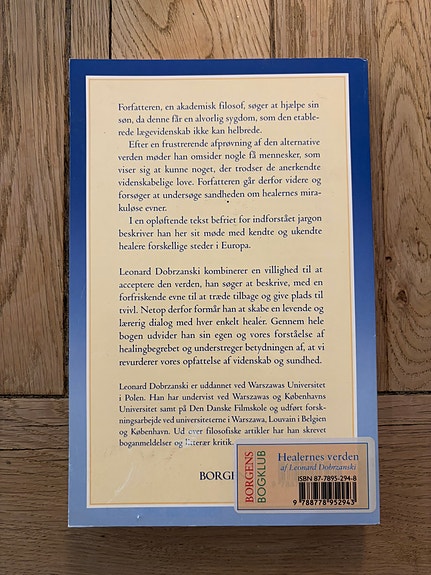 Forfatteren, en akademisk filosof, søger at hjælpe sin
søn, da denne får en alvorlig sygdom, som den etable-
rede lægevidenskab ikke kan helbrede.
Efter en frustrerende afprøvning af den alternative
verden møder han omsider nogle få mennesker, som
viser sig at kunne noget, der trodser de anerkendte
videnskabelige love. Forfatteren går derfor videre og
forsøger at undersøge sandheden om healernes mira-
kuløse evner.
I en opløftende tekst befriet for indforstået jargon
beskriver han her sit møde med kendte og ukendte
healere forskellige steder i Europa.
Leonard Dobrzanski kombinerer en villighed til at
acceptere den verden, han søger at beskrive, med en
forfriskende evne til at træde tilbage og give plads til
tvivl. Netop derfor formår han at skabe en levende og
lærerig dialog med hver enkelt healer. Gennem hele
bogen udvider han sin egen og vores forståelse af
healingbegrebet og understreger betydningen af, at vi
revurderer vores opfattelse af videnskab og sundhed.
Leonard Dobrzanski er uddannet ved Warszawas Universitet
i Polen. Han har undervist ved Warszawas og Københavns
Universitet samt på Den Danske Filmskole og udført forsk-
ningsarbejde ved universiteterne i Warszawa, Louvain i Belgien
og København. Ud over filosofiske artikler har han skrevet
boganmeldelser og litterær kritik.
BORGE
BORGENS
BOGKLUB
Healernes verden
af Leonard Dobrzanski
ISBN 87-7895-294-8
9 788778 952943